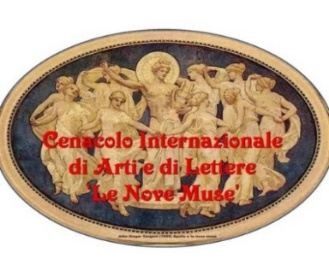 Cenacolo Internazionale
di Arti e di Lettere
'Le Nove Muse'